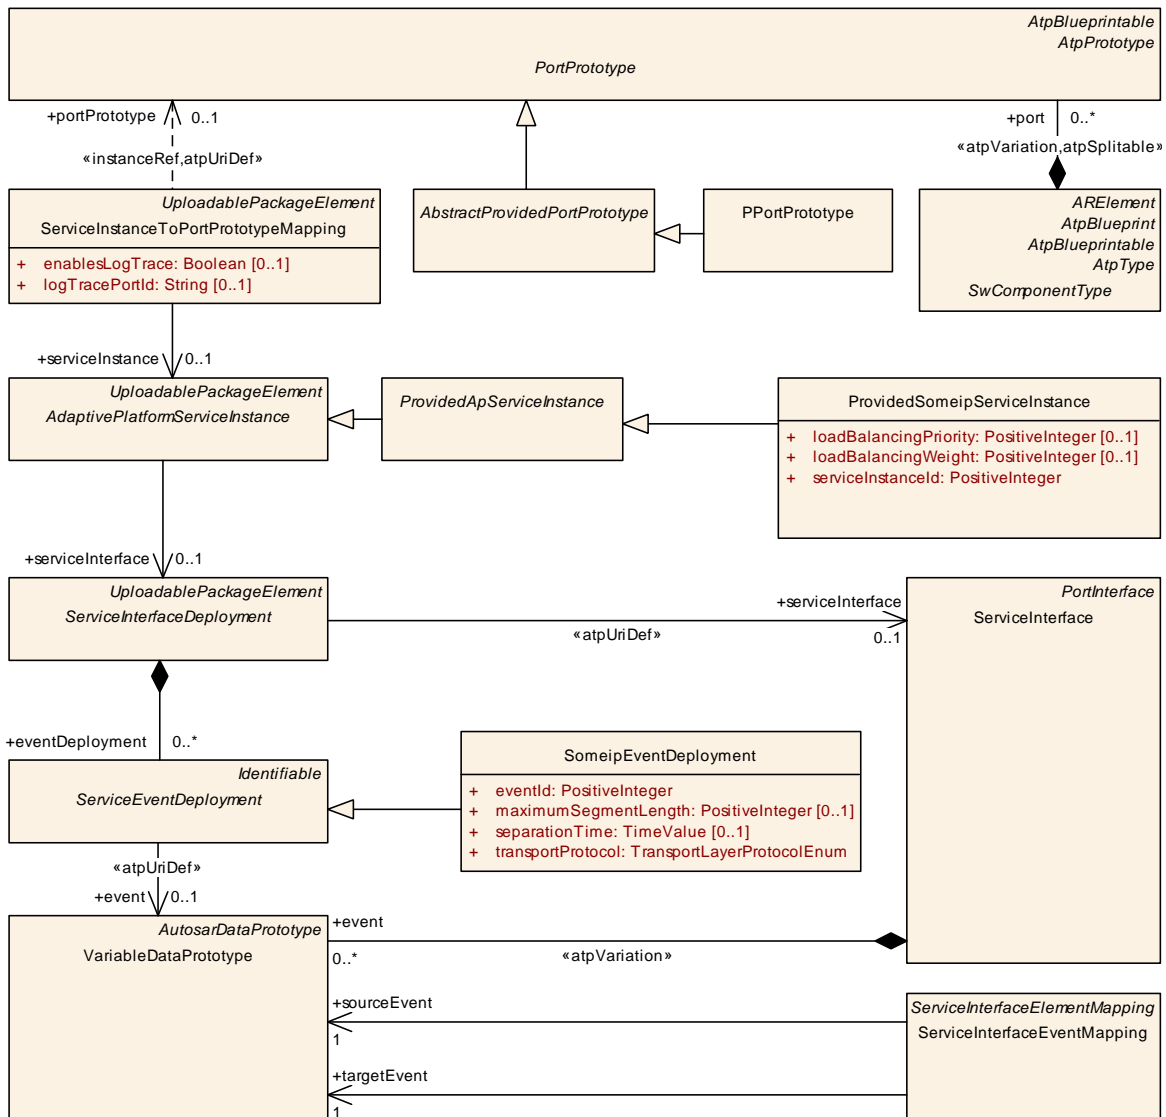 AtpBlueprintable
AtpPrototype
PortPrototype
+portPrototype
0..1
+port
0..*
«instanceRef,atpUriDef»
«atpVariation,atpSplitable»
UploadablePackageElement
ServiceInstanceToPortPrototypeMapping
+ enablesLogTrace: Boolean [0..1]
+ logTracePortId: String [0..1]
AbstractProvidedPortPrototype
PPortPrototype
ARElement
AtpBlueprint
AtpBlueprintable
AtpType
SwComponentType
+serviceInstance
0..1
UploadablePackageElement
AdaptivePlatformServiceInstance
ProvidedApServiceInstance
ProvidedSomeipServiceInstance
+ loadBalancingPriority: PositiveInteger [0..1]
+ loadBalancingWeight: PositiveInteger [0..1]
+ serviceInstanceId: PositiveInteger
+serviceInterface
0..1
UploadablePackageElement
ServiceInterfaceDeployment
+serviceInterface
«atpUriDef»
0..1
PortInterface
ServiceInterface
+eventDeployment
0..*
Identifiable
ServiceEventDeployment
SomeipEventDeployment
+ eventId: PositiveInteger
+ maximumSegmentLength: PositiveInteger [0..1]
+ separationTime: TimeValue [0..1]
+ transportProtocol: TransportLayerProtocolEnum
«atpUriDef»
+event
0..1
AutosarDataPrototype
VariableDataPrototype
+event
0..*
«atpVariation»
+sourceEvent
1
ServiceInterfaceElementMapping
ServiceInterfaceEventMapping
+targetEvent
1